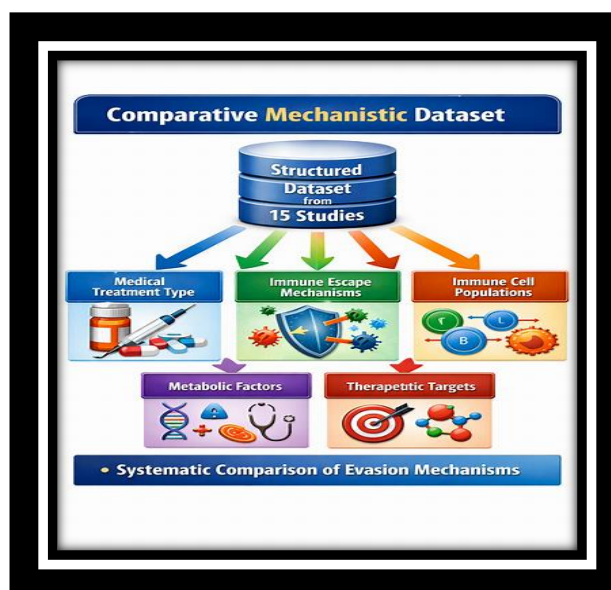 Comparative Mechanistic Dataset
Structured
Dataset
from
15 Studies
Medical
Treatment Type
Immune Escape
Mechanisms
Immune Cell
Populations
T
L
B
Metabolic Factors
Therapetitic Targets
• Systematic Comparison of Evasion Mechanisms